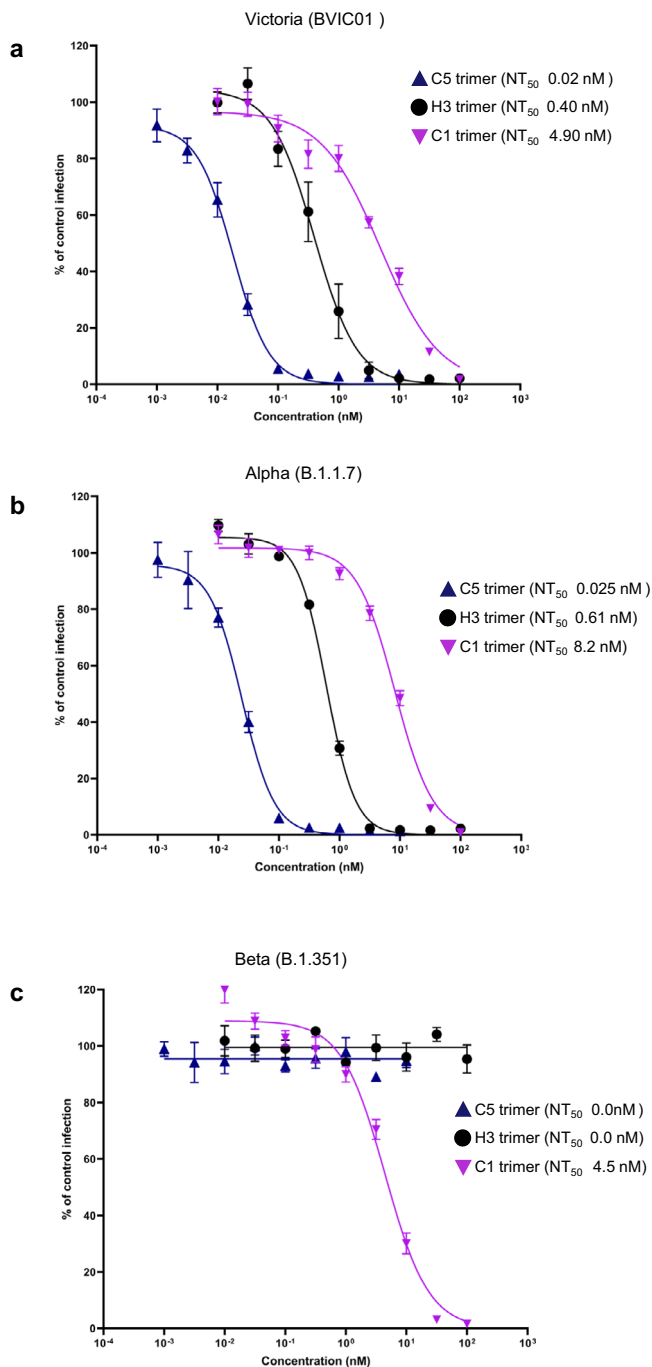 Victoria (BVIC01 )
a
C5 trimer (NT50 0.02 nM )
H3 trimer (NT50 0.40 nM)
C1 trimer (NT50 4.90 nM)
120
100
80
60
40
20
0
% of control infection
10-4 10-3 10-2 10-1 100 101 102 103
Concentration (nM)
Alpha (B.1.1.7)
b
C5 trimer (NT50 0.025 nM )
H3 trimer (NT50 0.61 nM)
C1 trimer (NT50 8.2 nM)
120
100
80
60
40
20
0
% of control infection
10-4 10-3 10-2 10-1 100 101 102 103
Concentration (nM)
Beta (B.1.351)
c
C5 trimer (NT50 0.0nM )
H3 trimer (NT50 0.0 nM)
C1 trimer (NT50 4.5 nM)
120
100
80
60
40
20
0
% of control infection
10-4 10-3 10-2 10-1 100 101 102 103
Concentration (nM)